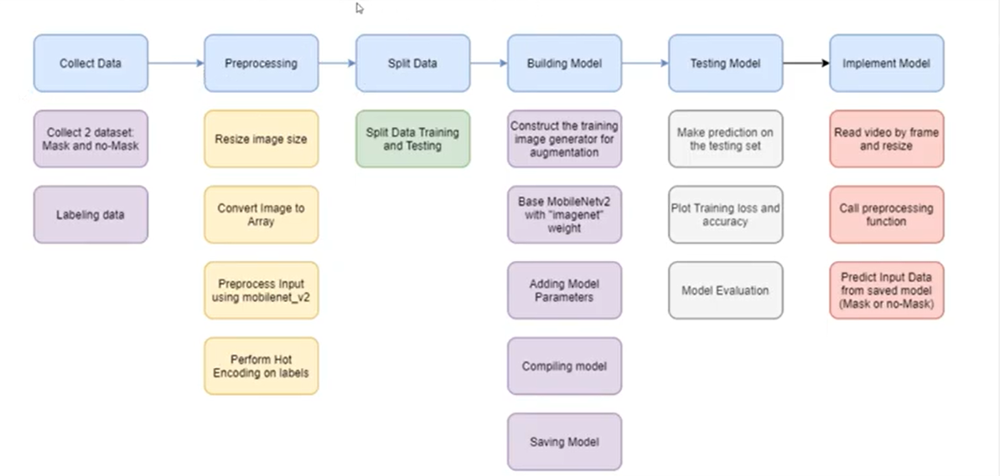 Collect Data
Preprocessing
Split Data
Building Model
Testing Model
Implement Model
Collect 2 dataset:
Mask and no-Mask
Labeling data
Resize image size
Convert Image to
Array
Preprocess Input
using mobilenet_v2
Perform Hot
Encoding on labels
Split Data Training
and Testing
Construct the training
image generator for
augmentation
Base MobileNetv2
with "imagenet"
weight
Adding Model
Parameters
Compiling model
Saving Model
Make prediction on
the testing set
Plot Training loss and
accuracy
Model Evaluation
Read video by frame
and resize
Call preprocessing
function
Predict Input Data
from saved model
(Mask or no-Mask)